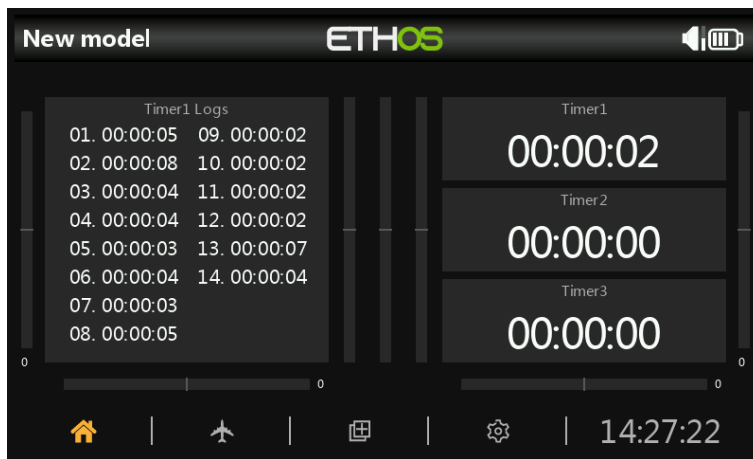 New model
ETHOS
Timer1 Logs
01. 00:00:05 09. 00:00:02
02. 00:00:08 10. 00:00:02
03. 00:00:04 11. 00:00:02
04. 00:00:04 12. 00:00:02
05. 00:00:03 13. 00:00:07
06. 00:00:04 14. 00:00:04
07. 00:00:03
08. 00:00:05
Timer1
00:00:02
Timer2
00:00:00
Timer3
00:00:00
0
0
0
0
14:27:22